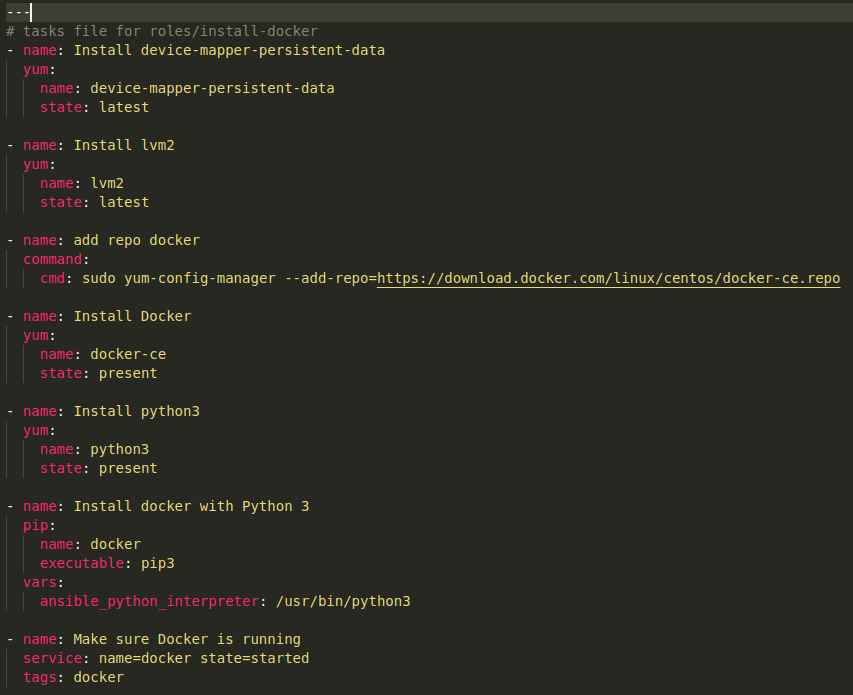 ---
# tasks file for roles/install-docker
- name: Install device-mapper-persistent-data
  yum:
    name: device-mapper-persistent-data
    state: latest

- name: Install lvm2
  yum:
    name: lvm2
    state: latest

- name: add repo docker
  command:
    cmd: sudo yum-config-manager --add-repo=https://download.docker.com/linux/centos/docker-ce.repo

- name: Install Docker
  yum:
    name: docker-ce
    state: present

- name: Install python3
  yum:
    name: python3
    state: present

- name: Install docker with Python 3
  pip:
    name: docker
    executable: pip3
  vars:
    ansible_python_interpreter: /usr/bin/python3

- name: Make sure Docker is running
  service: name=docker state=started
  tags: docker